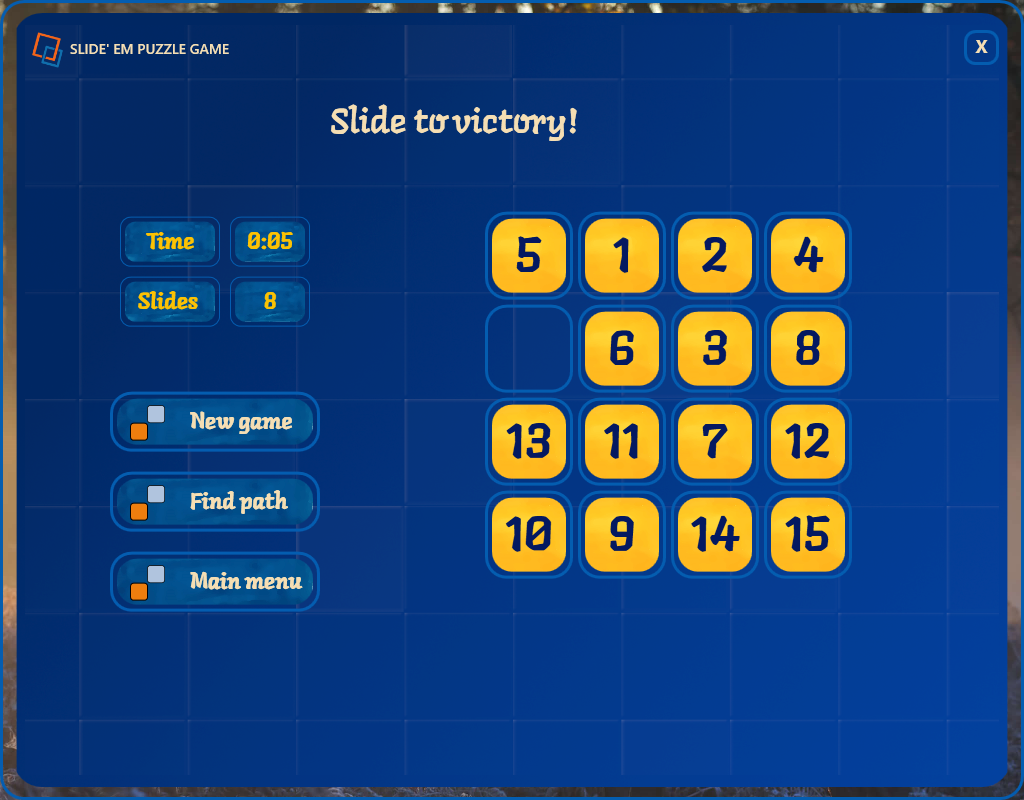 SLIDE' EM PUZZLE GAME
X
Slide to victory!
Time 0:05
Slides 8
New game
Find path
Main menu
5 1 2 4
6 3 8
13 11 7 12
10 9 14 15